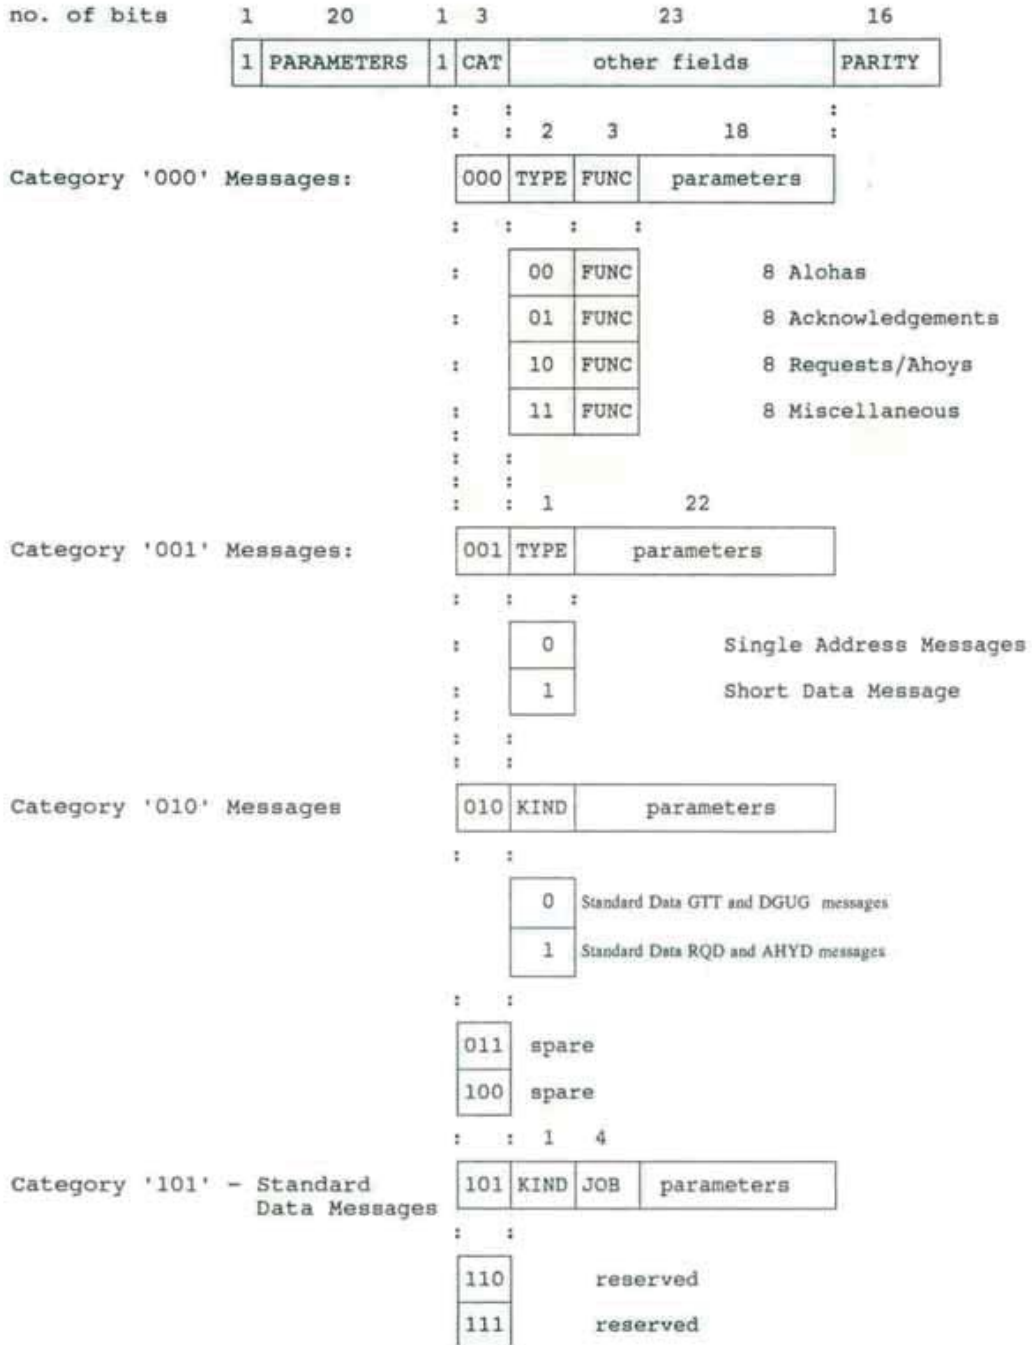 no. of bits 1 20 1 3 23 16
1 PARAMETERS 1 CAT other fields PARITY
: : :
: : 2 3 18 :
Category '000' Messages: 000 TYPE FUNC parameters
: : : :
: 00 FUNC 8 Alohas
: 01 FUNC 8 Acknowledgements
: 10 FUNC 8 Requests/Ahoys
: 11 FUNC 8 Miscellaneous
:
: :
: :
: : 1 22
Category '001' Messages: 001 TYPE parameters
: : :
: 0 Single Address Messages
: 1 Short Data Message
:
: :
: :
Category '010' Messages 010 KIND parameters
: :
0 Standard Data GTT and DGUG messages
1 Standard Data RQD and AHYD messages
: :
011 spare
100 spare
: : 1 4
Category '101' - Standard 101 KIND JOB parameters
Data Messages
: :
110 reserved
111 reserved